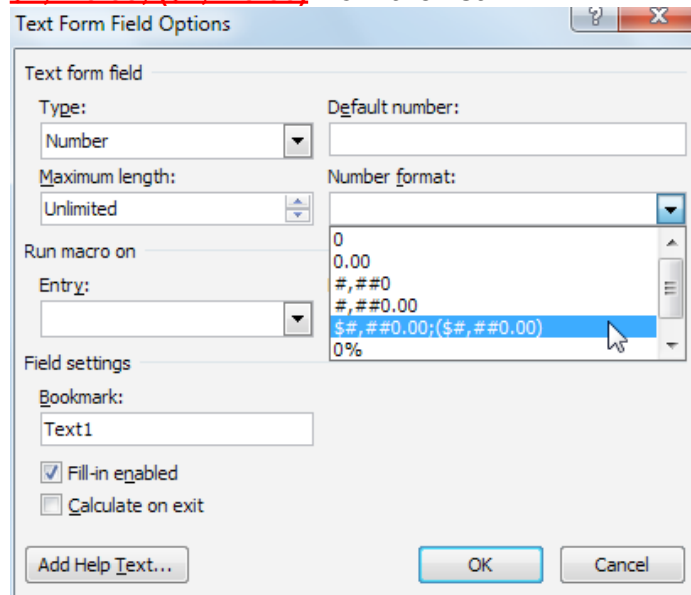 Text Form Field Options
Text form field
Type:
Default number:
Number
Maximum length:
Number format:
Unlimited
0
0.00
#,##0
#,##0.00
$#,##0.00;($#,##0.00)
0%
Run macro on
Entry:
Field settings
Bookmark:
Text1
Fill-in enabled
Calculate on exit
Add Help Text...
OK
Cancel